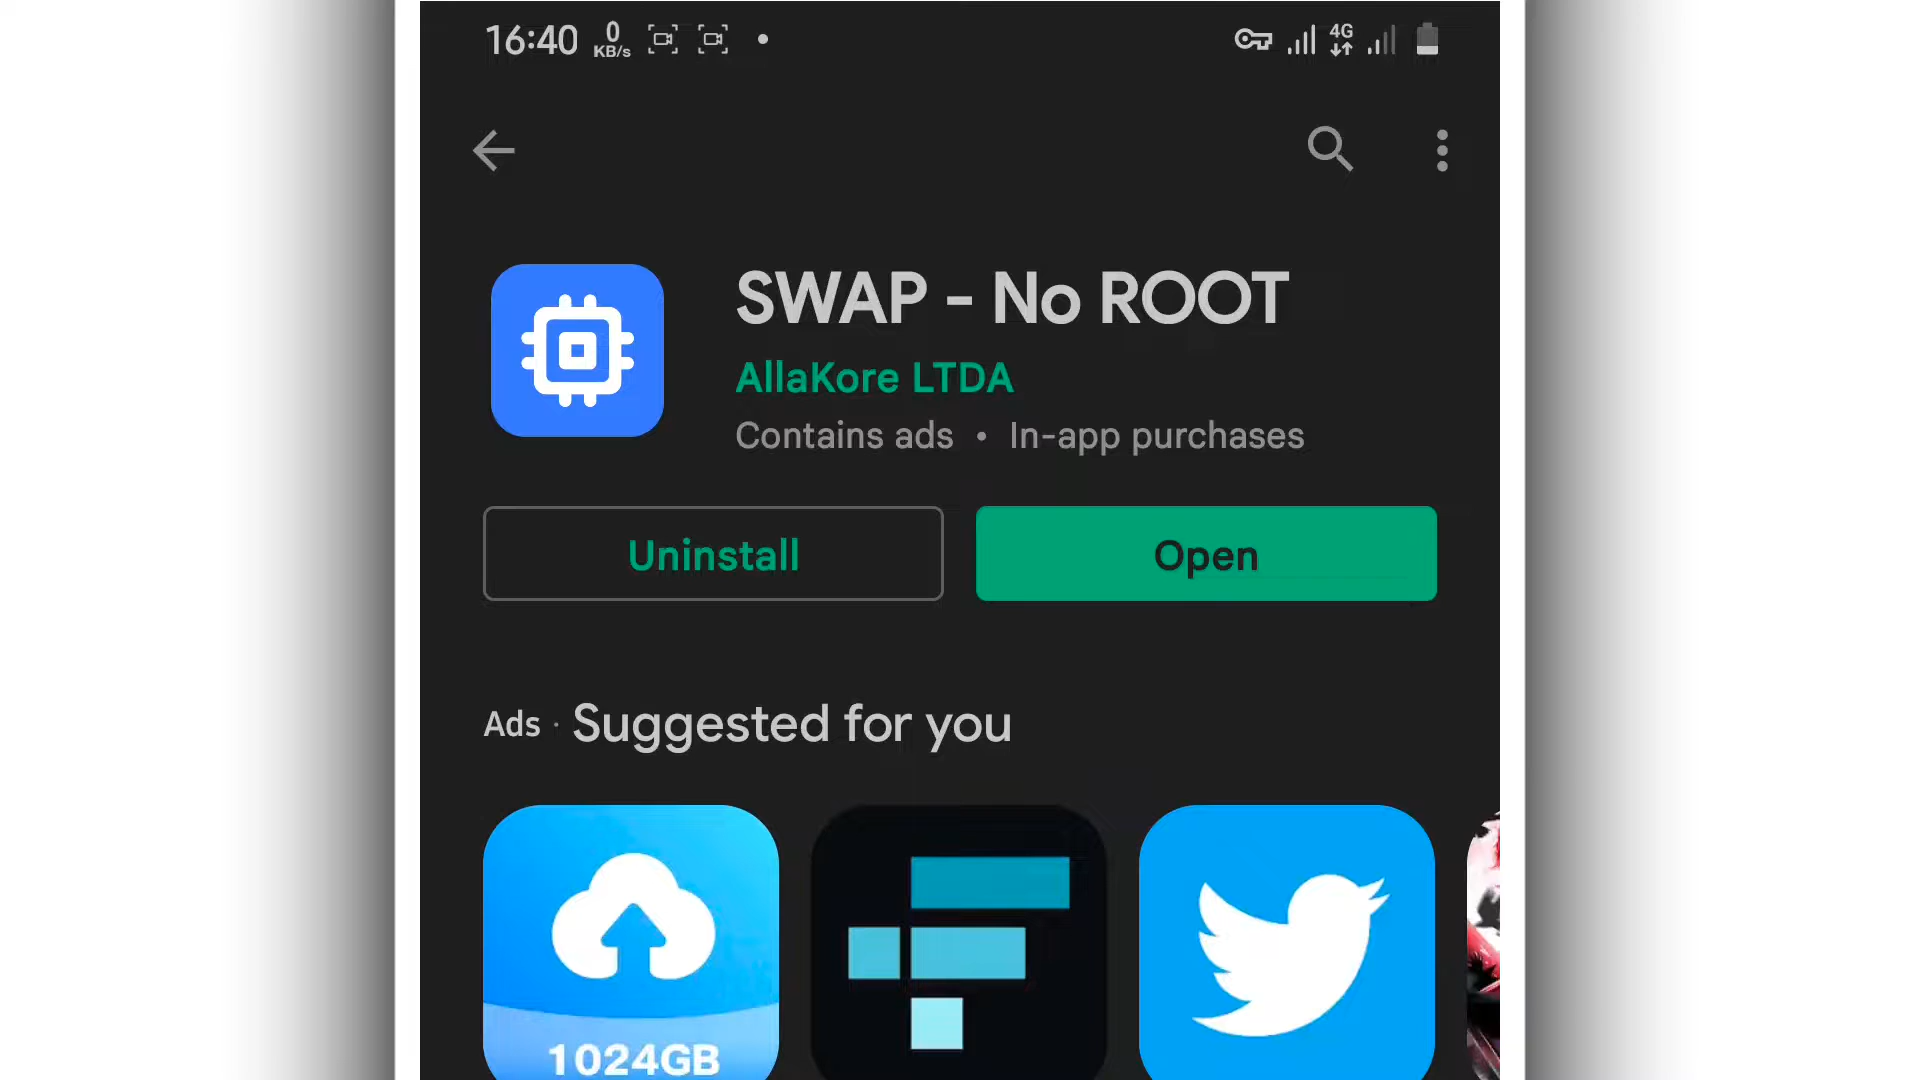 16:40 0 KB/s 4G
SWAP - No ROOT
AllaKore LTDA
Contains ads • In-app purchases
Uninstall Open
Ads · Suggested for you
1024GB